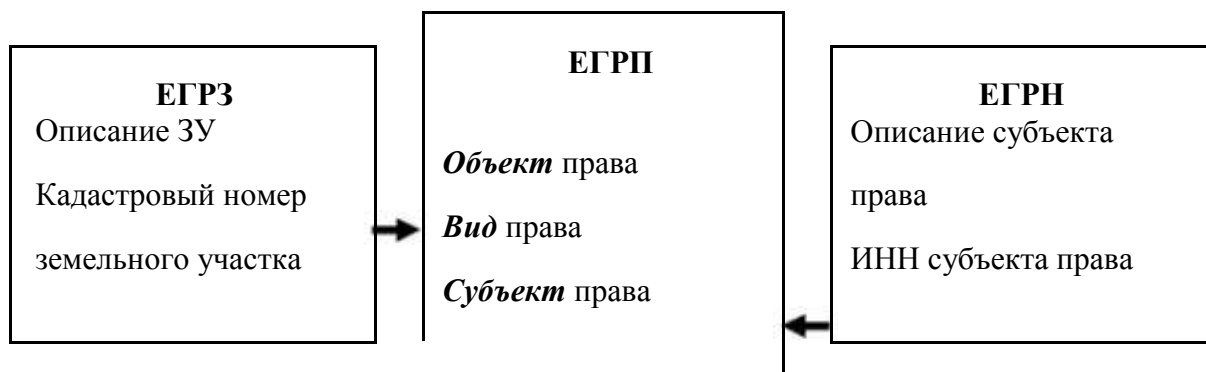 ЕГРЗ
Описание ЗУ
Кадастровый номер
земельного участка
ЕГРП
Объект права
Вид права
Субъект права
ЕГРН
Описание субъекта
права
ИНН субъекта права